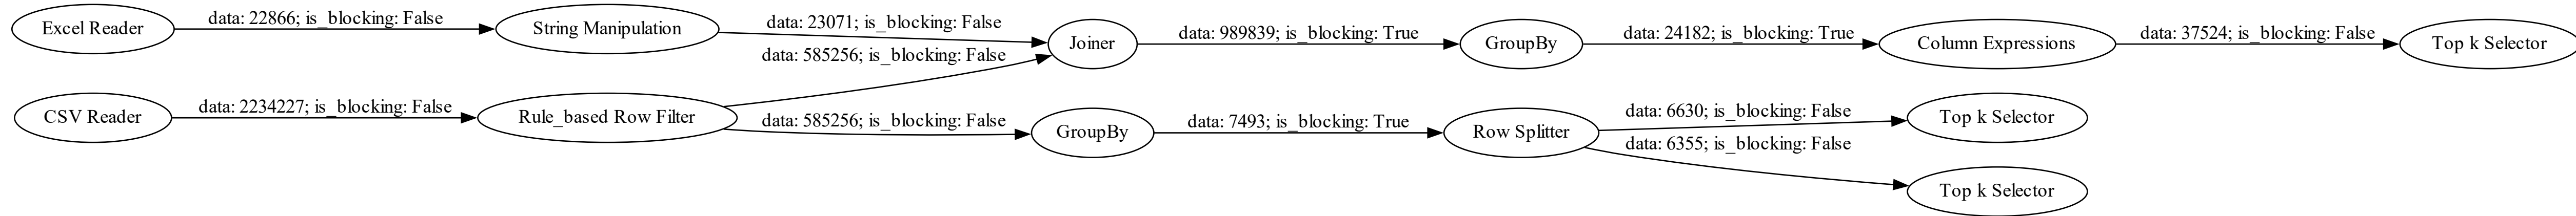 Excel Reader
data: 22866; is_blocking: False
String Manipulation
data: 23071; is_blocking: False
data: 585256; is_blocking: False
Joiner
data: 989839; is_blocking: True
GroupBy
data: 24182; is_blocking: True
Column Expressions
data: 37524; is_blocking: False
Top k Selector
CSV Reader
data: 2234227; is_blocking: False
Rule_based Row Filter
data: 585256; is_blocking: False
GroupBy
data: 7493; is_blocking: True
Row Splitter
data: 6630; is_blocking: False
Top k Selector
data: 6355; is_blocking: False
Top k Selector